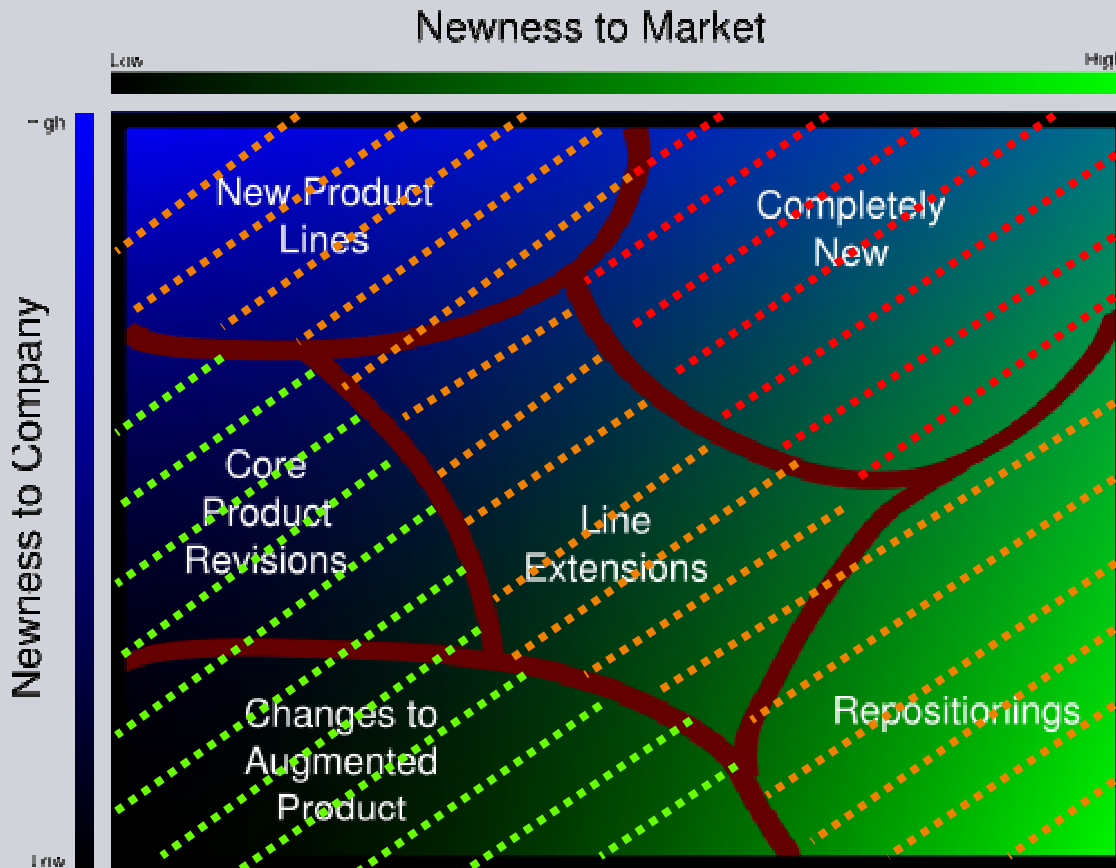 Newness to Market
Low
High
Newness to Company
New Product
Lines
Completely
New
Core
Product
Revisions
Line
Extensions
Changes to
Augmented
Product
Repositionings
Low